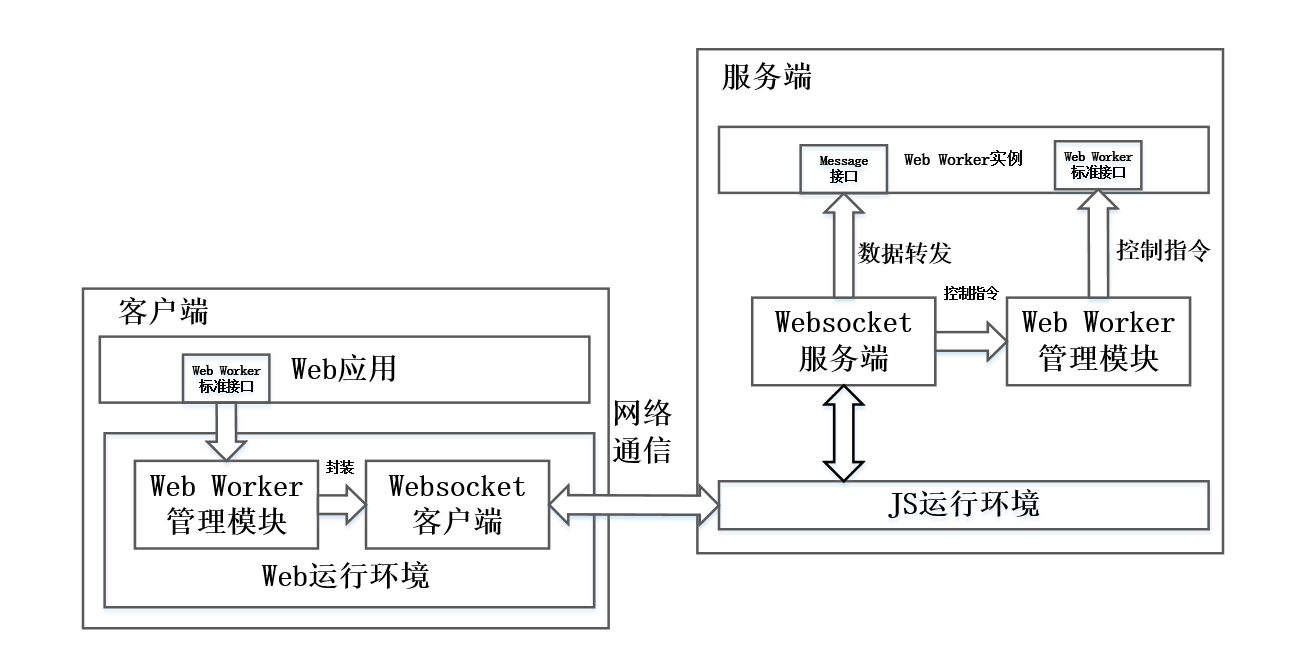 服务端
Message
接口
Web Worker实例
Web Worker
标准接口
数据转发
控制指令
控制指令
Websocket
服务端
Web Worker
管理模块
客户端
Web Worker
标准接口
Web应用
网络
通信
封装
Web Worker
管理模块
Websocket
客户端
JS运行环境
Web运行环境